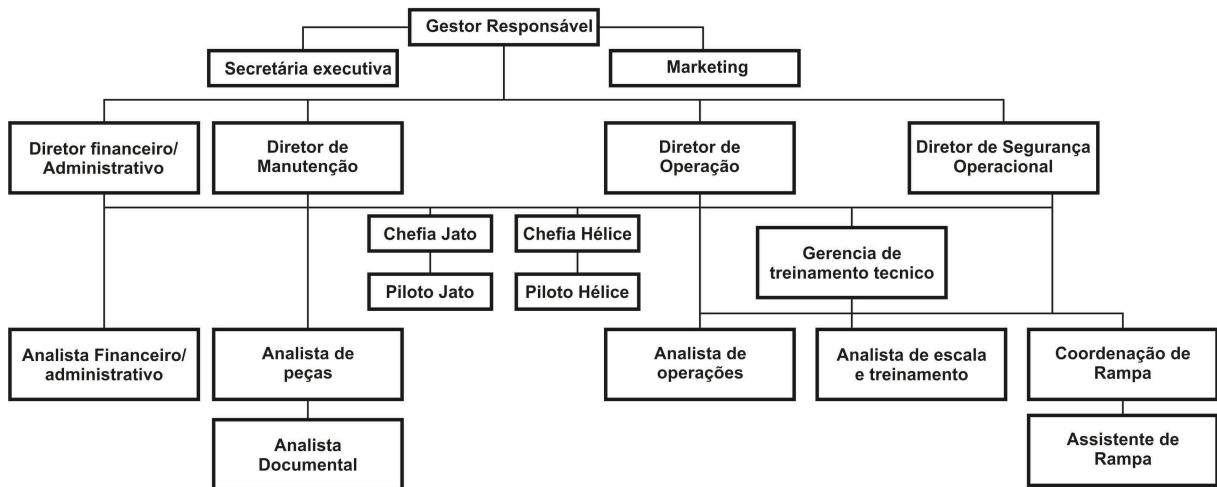 Gestor Responsável
Secretária executiva
Marketing
Diretor financeiro/
Administrativo
Diretor de
Manutenção
Diretor de
Operação
Diretor de Segurança
Operacional
Chefia Jato
Chefia Hélice
Gerencia de
treinamento tecnico
Piloto Jato
Piloto Hélice
Analista Financeiro/
administrativo
Analista de
peças
Analista de
operações
Analista de escala
e treinamento
Coordenação de
Rampa
Analista
Documental
Assistente de
Rampa